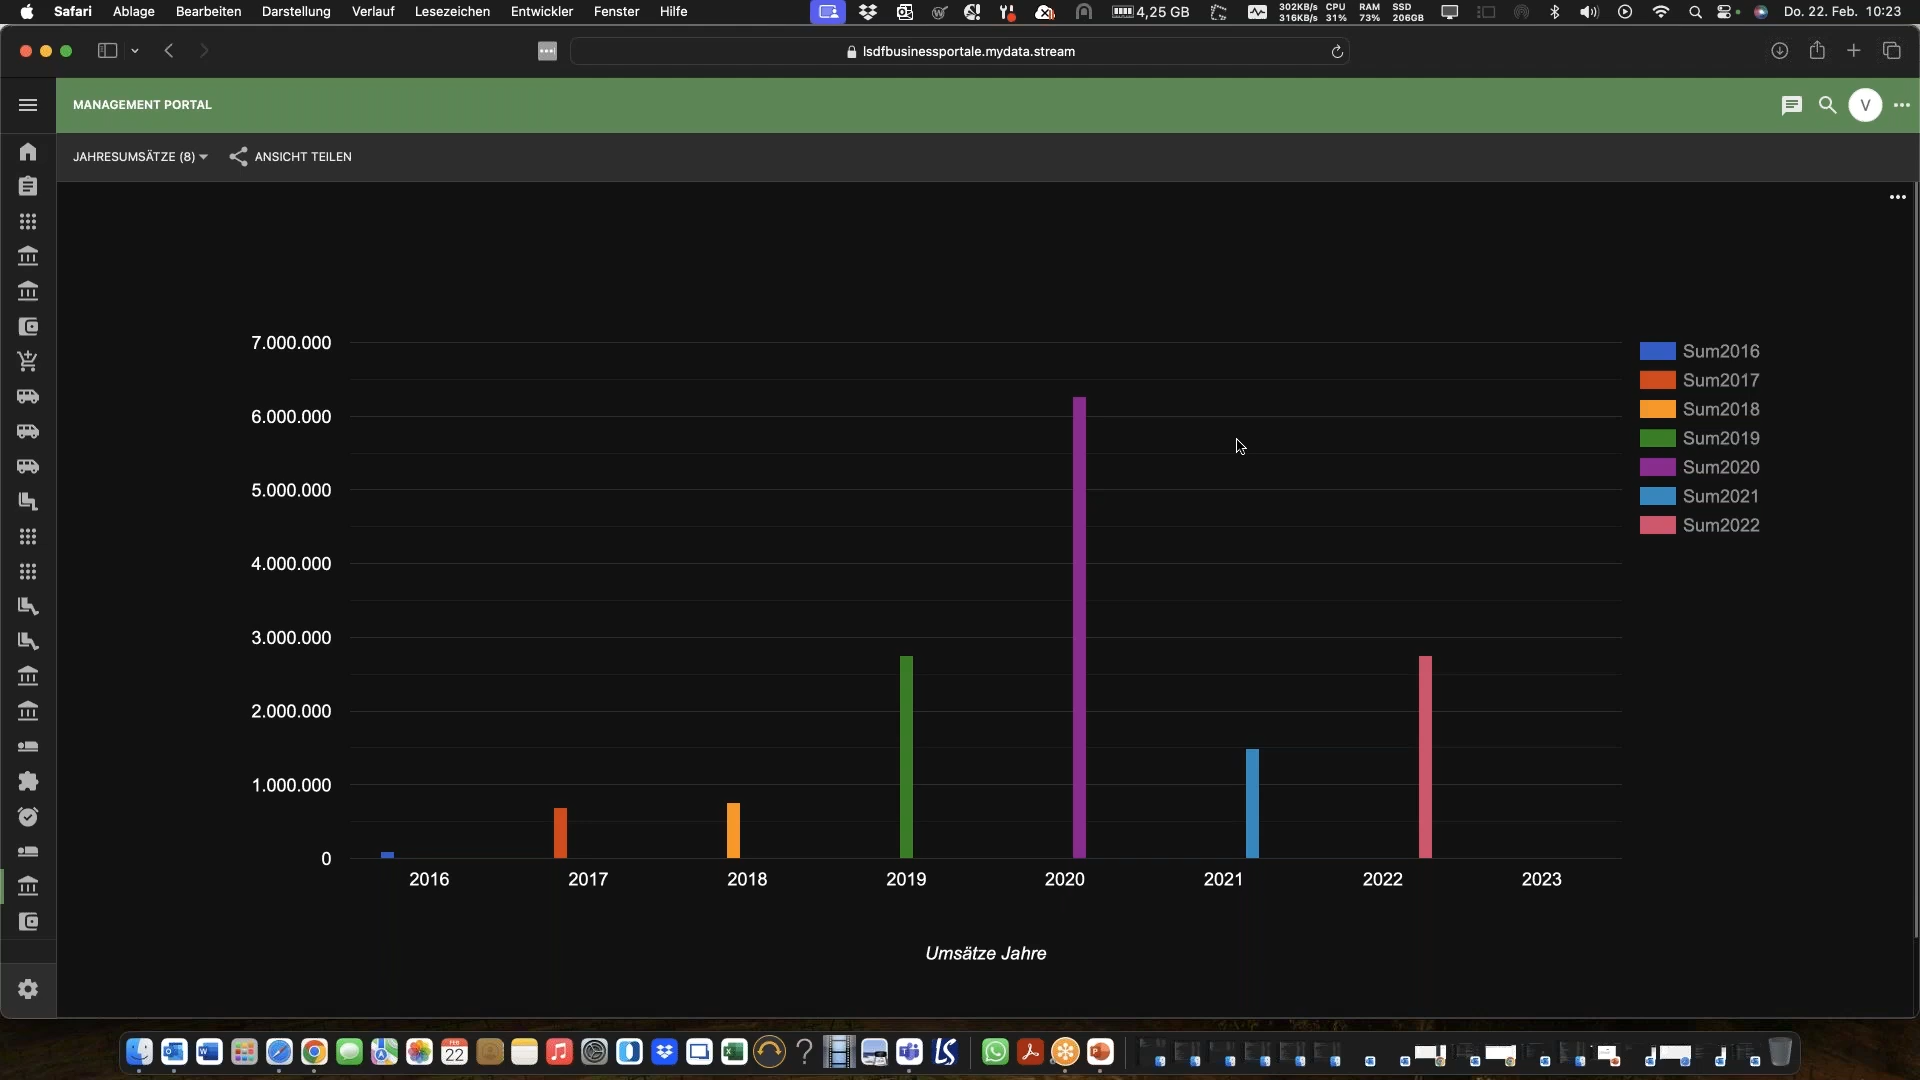 Safari Ablage Bearbeiten Darstellung Verlauf Lesezeichen Entwickler Fenster Hilfe 4,25 GB 302KB/s 316KB/s CPU 31% RAM 73% SSD 206GB Do. 22. Feb. 10:23
lsdfbusinessportale.mydata.stream
MANAGEMENT PORTAL V
JAHRESUMSÄTZE (8) ANSICHT TEILEN
7.000.000
6.000.000
5.000.000
4.000.000
3.000.000
2.000.000
1.000.000
0
2016 2017 2018 2019 2020 2021 2022 2023
Umsätze Jahre
Sum2016
Sum2017
Sum2018
Sum2019
Sum2020
Sum2021
Sum2022
FEB
22